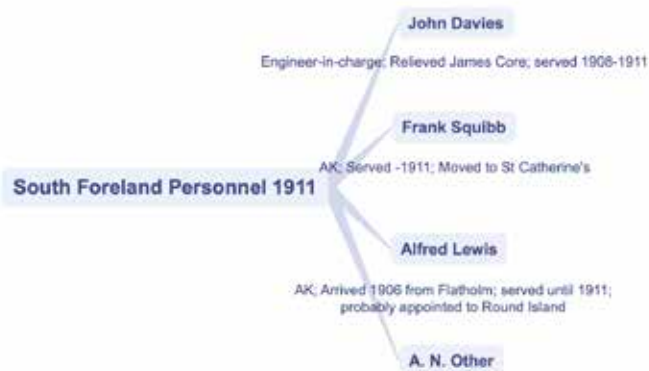 John Davies
Engineer-in-charge; Relieved James Core; served 1908-1911
Frank Squibb
AK; Served -1911; Moved to St Catherine's
South Foreland Personnel 1911
Alfred Lewis
AK; Arrived 1906 from Flatholm; served until 1911;
probably appointed to Round Island
A. N. Other